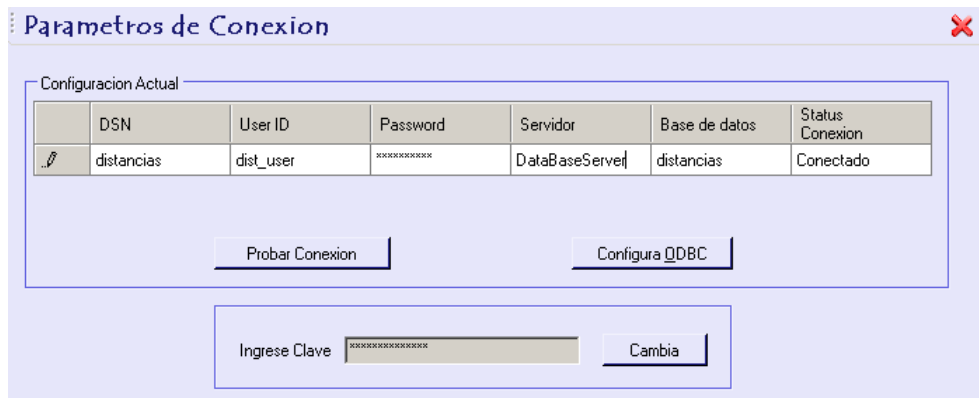 Parametros de Conexion
Configuracion Actual
DSN User ID Password Servidor Base de datos Status Conexion
distancias dist_user ********** DataBaseServer distancias Conectado
Probar Conexion Configura ODBC
Ingrese Clave ************** Cambia